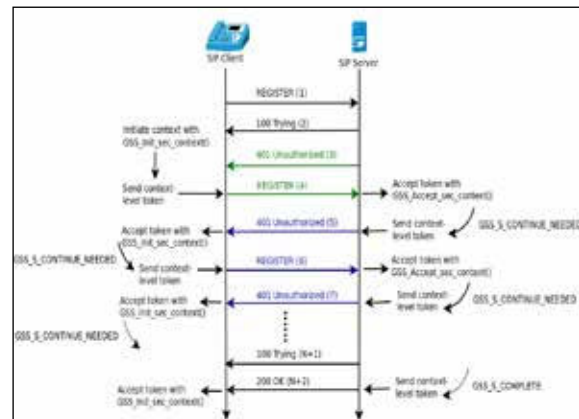 SIP Client
SIP Server
REGISTER (1)
100 Trying (2)
Initiate context with
GSS_Init_sec_context()
401 Unauthorized (3)
Send context-
level token
REGISTER (4)
Accept token with
GSS_Accept_sec_context()
Accept token with
GSS_Init_sec_context()
401 Unauthorized (5)
Send context-
level token
GSS_S_CONTINUE_NEEDED
GSS_S_CONTINUE_NEEDED
Send context-
level token
REGISTER (6)
Accept token with
GSS_Accept_sec_context()
Accept token with
GSS_Init_sec_context()
401 Unauthorized (7)
Send context-
level token
GSS_S_CONTINUE_NEEDED
GSS_S_CONTINUE_NEEDED
100 Trying (N+1)
200 OK (N+2)
Accept token with
GSS_Init_sec_context()
Send context-
level token
GSS_S_COMPLETE